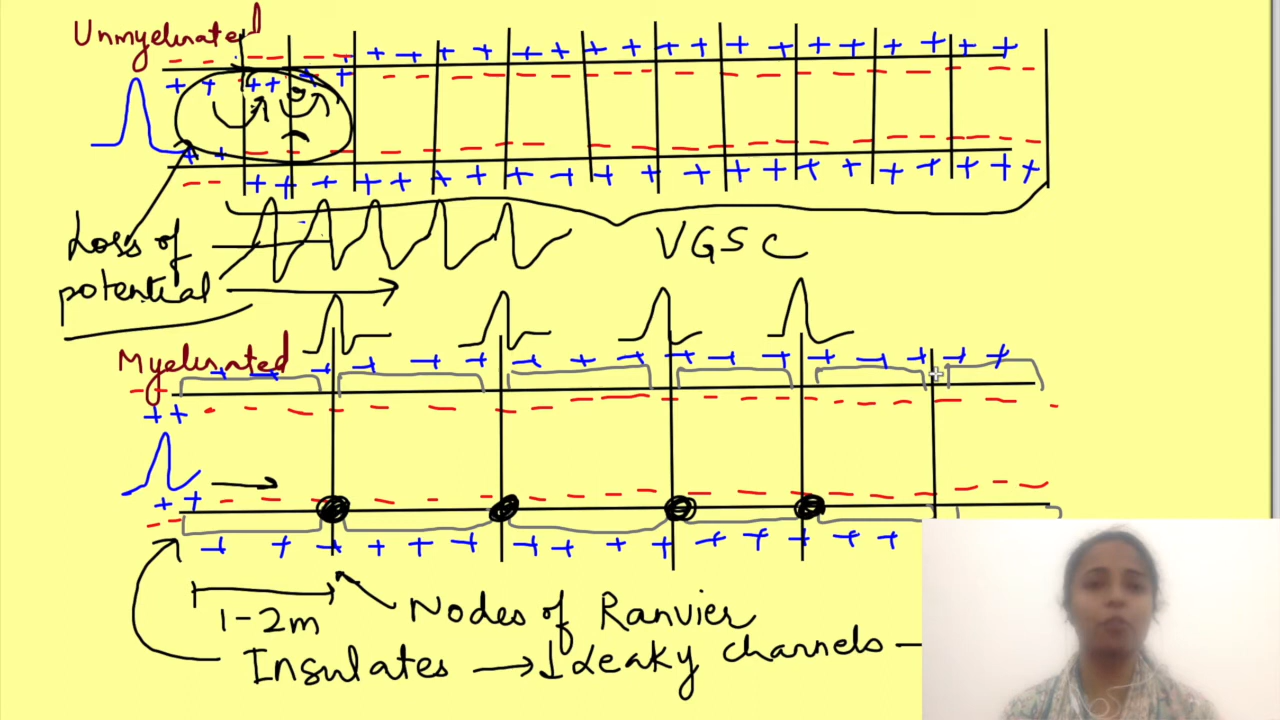 Unmyelinated
Loss of
potential
VGSC
Myelinated
1-2m
Nodes of Ranvier
Insulates → ↓ Leaky channels –